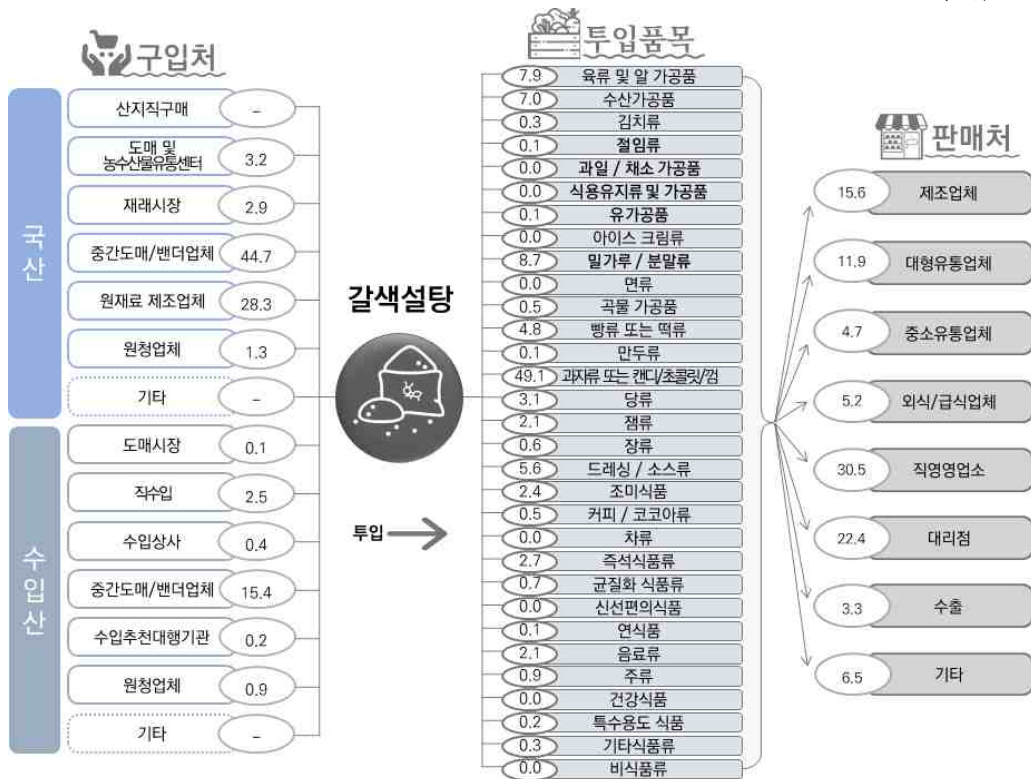 구입처
국산
산지직구매 -
도매 및
농수산물유통센터 3.2
재래시장 2.9
중간도매/밴더업체 44.7
원재료 제조업체 28.3
원청업체 1.3
기타 -
수입산
도매시장 0.1
직수입 2.5
수입상사 0.4
중간도매/밴더업체 15.4
수입추천대행기관 0.2
원청업체 0.9
기타 -
갈색설탕
투입
투입품목
7.9 육류 및 알 가공품
7.0 수산가공품
0.3 김치류
0.1 절임류
0.0 과일 / 채소 가공품
0.0 식용유지류 및 가공품
0.1 유가공품
0.0 아이스 크림류
8.7 밀가루 / 분말류
0.0 면류
0.5 곡물 가공품
4.8 빵류 또는 떡류
0.1 만두류
49.1 과자류 또는 캔디/초콜릿/껌
3.1 당류
2.1 잼류
0.6 장류
5.6 드레싱 / 소스류
2.4 조미식품
0.5 커피 / 코코아류
0.0 차류
2.7 즉석식품류
0.7 균질화 식품류
0.0 신선편의식품
0.1 연식품
2.1 음료류
0.9 주류
0.0 건강식품
0.2 특수용도 식품
0.3 기타식품류
0.0 비식품류
판매처
15.6 제조업체
11.9 대형유통업체
4.7 중소유통업체
5.2 외식/급식업체
30.5 직영영업소
22.4 대리점
3.3 수출
6.5 기타